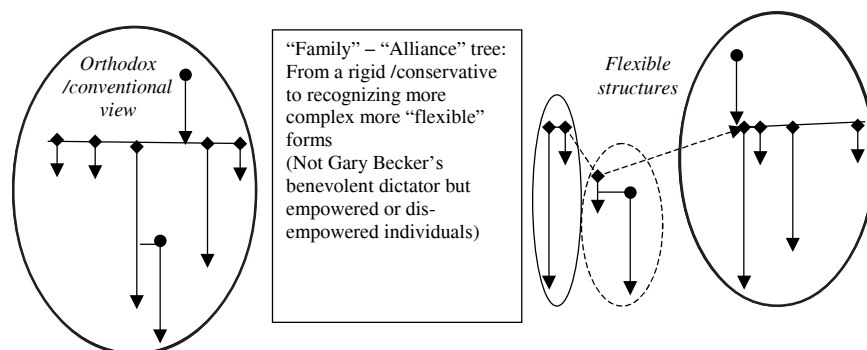 Orthodox
/conventional
view
“Family” – “Alliance” tree:
From a rigid /conservative
to recognizing more
complex more “flexible”
forms
(Not Gary Becker’s
benevolent dictator but
empowered or dis-
empowered individuals)
Flexible
structures